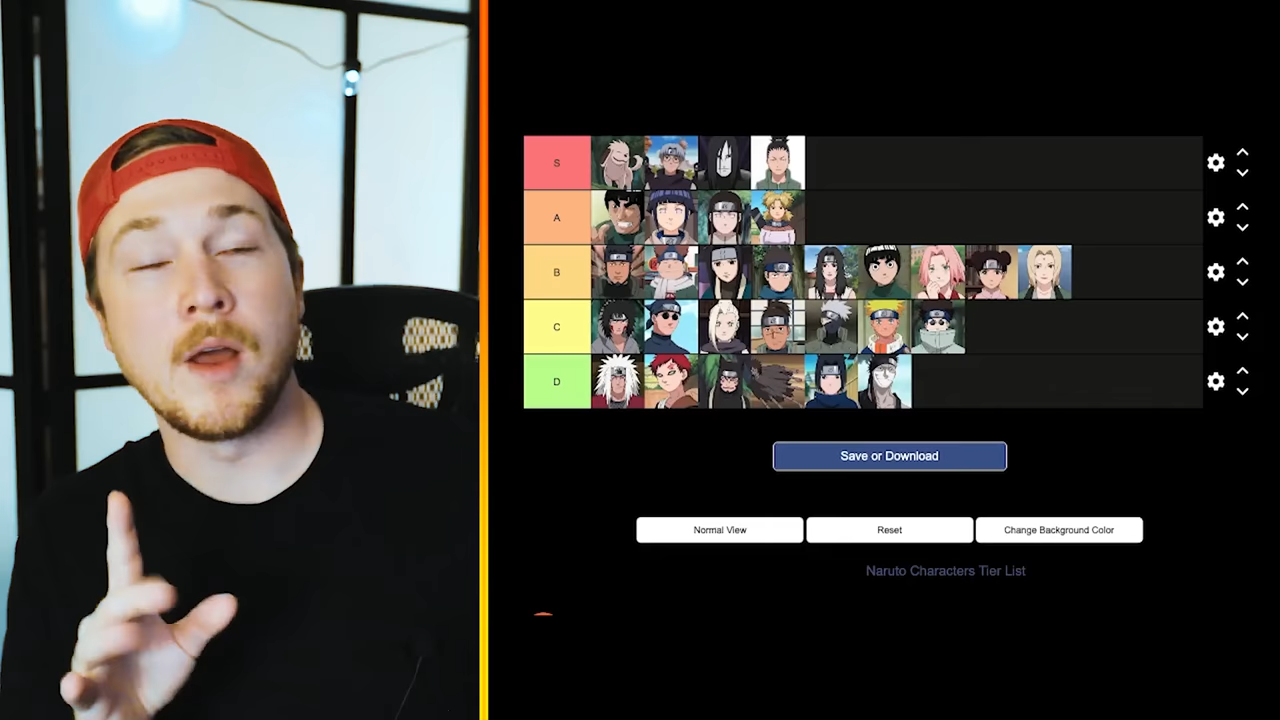 S
A
B
C
D
Save or Download
Normal View
Reset
Change Background Color
Naruto Characters Tier List